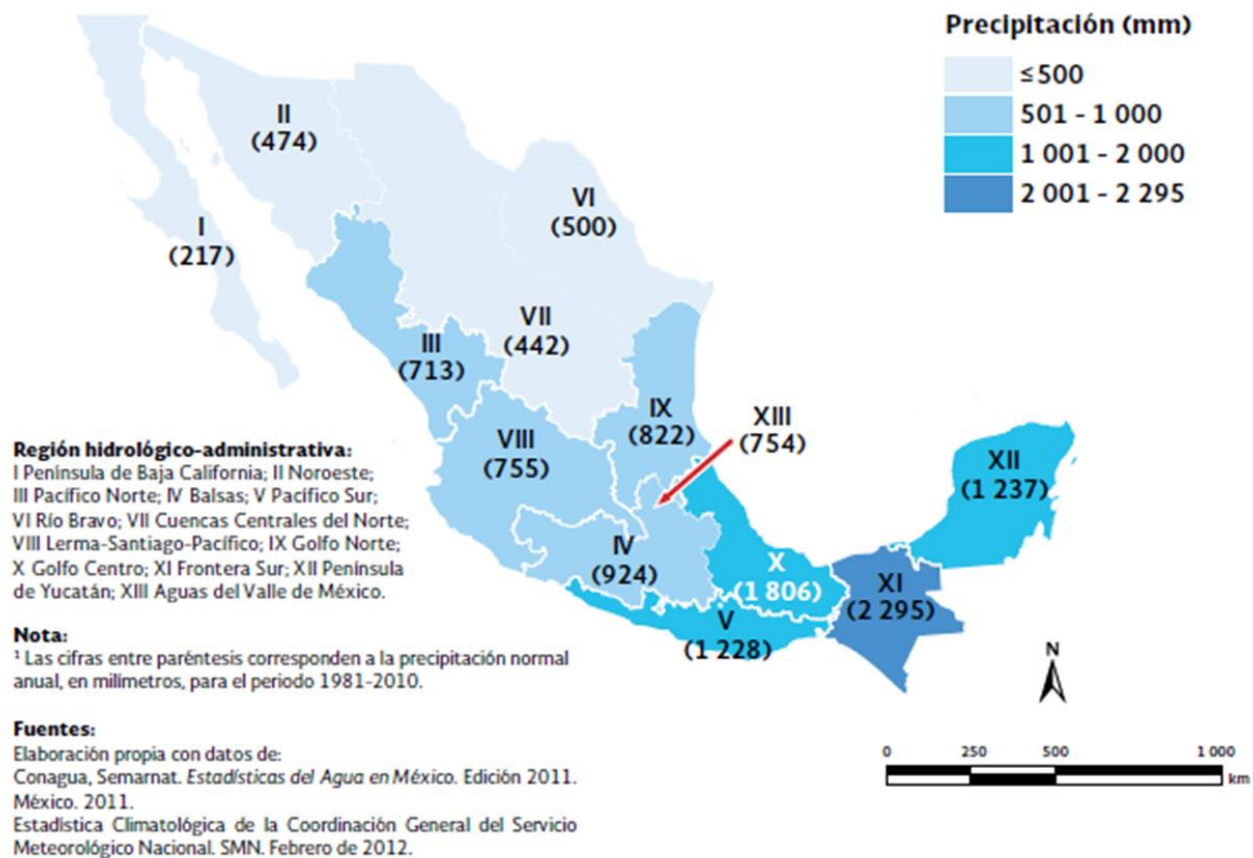 Precipitación (mm)
≤500
501 - 1 000
1 001 - 2 000
2 001 - 2 295
II
(474)
VI
(500)
I
(217)
VII
(442)
III
(713)
IX
(822)
XIII
(754)
VIII
(755)
XII
(1 237)
IV
(924)
X
(1 806)
XI
(2 295)
V
(1 228)
Región hidrológico-administrativa:
I Península de Baja California; II Noroeste;
III Pacífico Norte; IV Balsas; V Pacífico Sur;
VI Río Bravo; VII Cuencas Centrales del Norte;
VIII Lerma-Santiago-Pacífico; IX Golfo Norte;
X Golfo Centro; XI Frontera Sur; XII Península
de Yucatán; XIII Aguas del Valle de México.
Nota:
¹ Las cifras entre paréntesis corresponden a la precipitación normal
anual, en milímetros, para el periodo 1981-2010.
Fuentes:
Elaboración propia con datos de:
Conagua, Semarnat. Estadísticas del Agua en México. Edición 2011.
México. 2011.
Estadística Climatológica de la Coordinación General del Servicio
Meteorológico Nacional. SMN. Febrero de 2012.
N
0 250 500 1 000
km